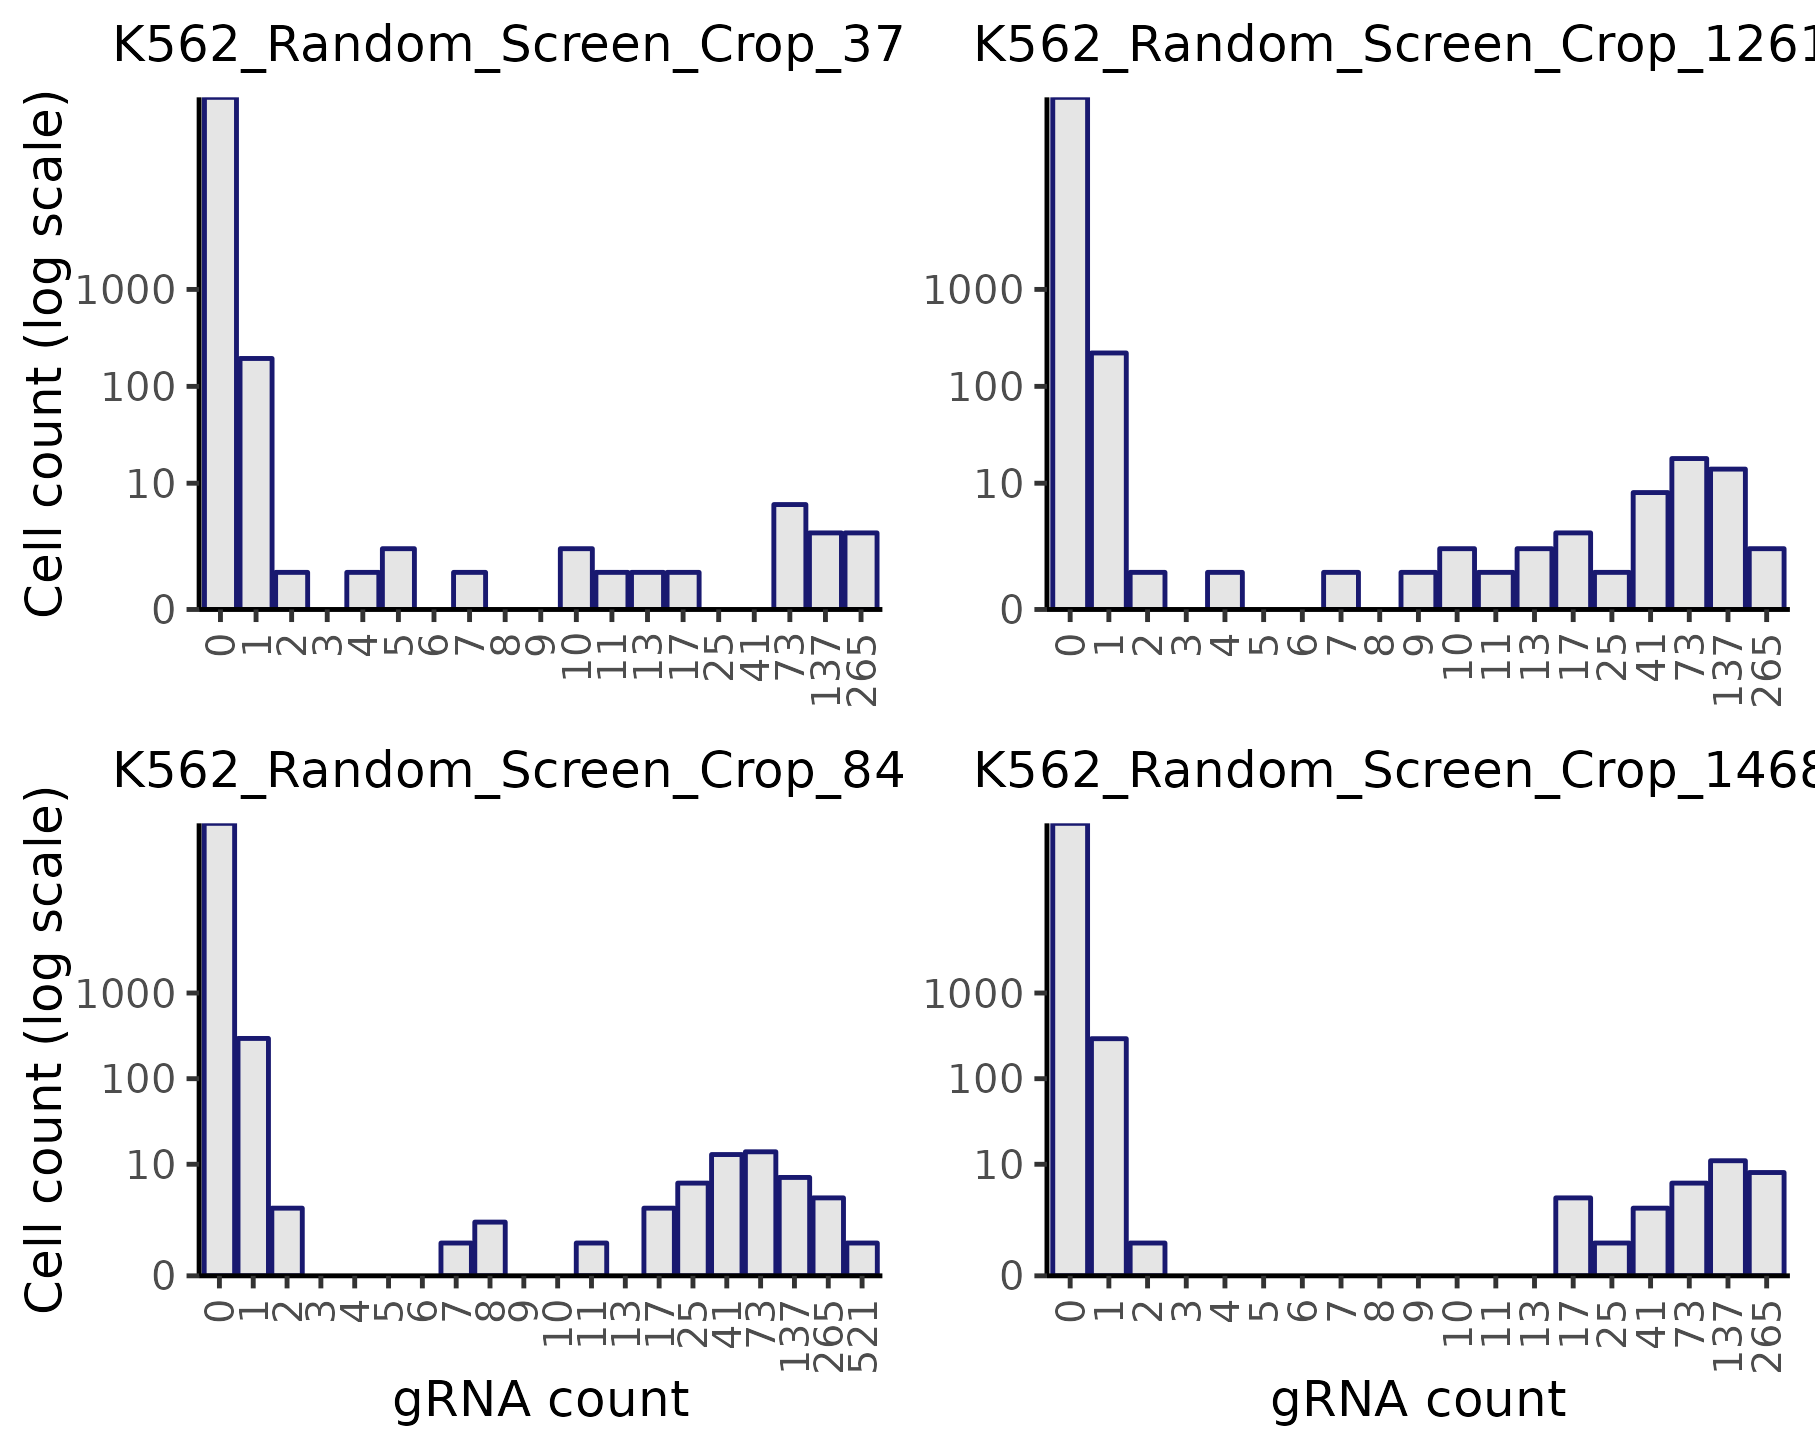 K562_Random_Screen_Crop_37
Cell count (log scale)
1000
100
10
0
0 1 2 3 4 5 6 7 8 9 10 11 13 17 25 41 73 137 265
K562_Random_Screen_Crop_1261
1000
100
10
0
0 1 2 3 4 5 6 7 8 9 10 11 13 17 25 41 73 137 265
K562_Random_Screen_Crop_84
Cell count (log scale)
1000
100
10
0
0 1 2 3 4 5 6 7 8 9 10 11 13 17 25 41 73 137 265 521
gRNA count
K562_Random_Screen_Crop_1468
1000
100
10
0
0 1 2 3 4 5 6 7 8 9 10 11 13 17 25 41 73 137 265
gRNA count